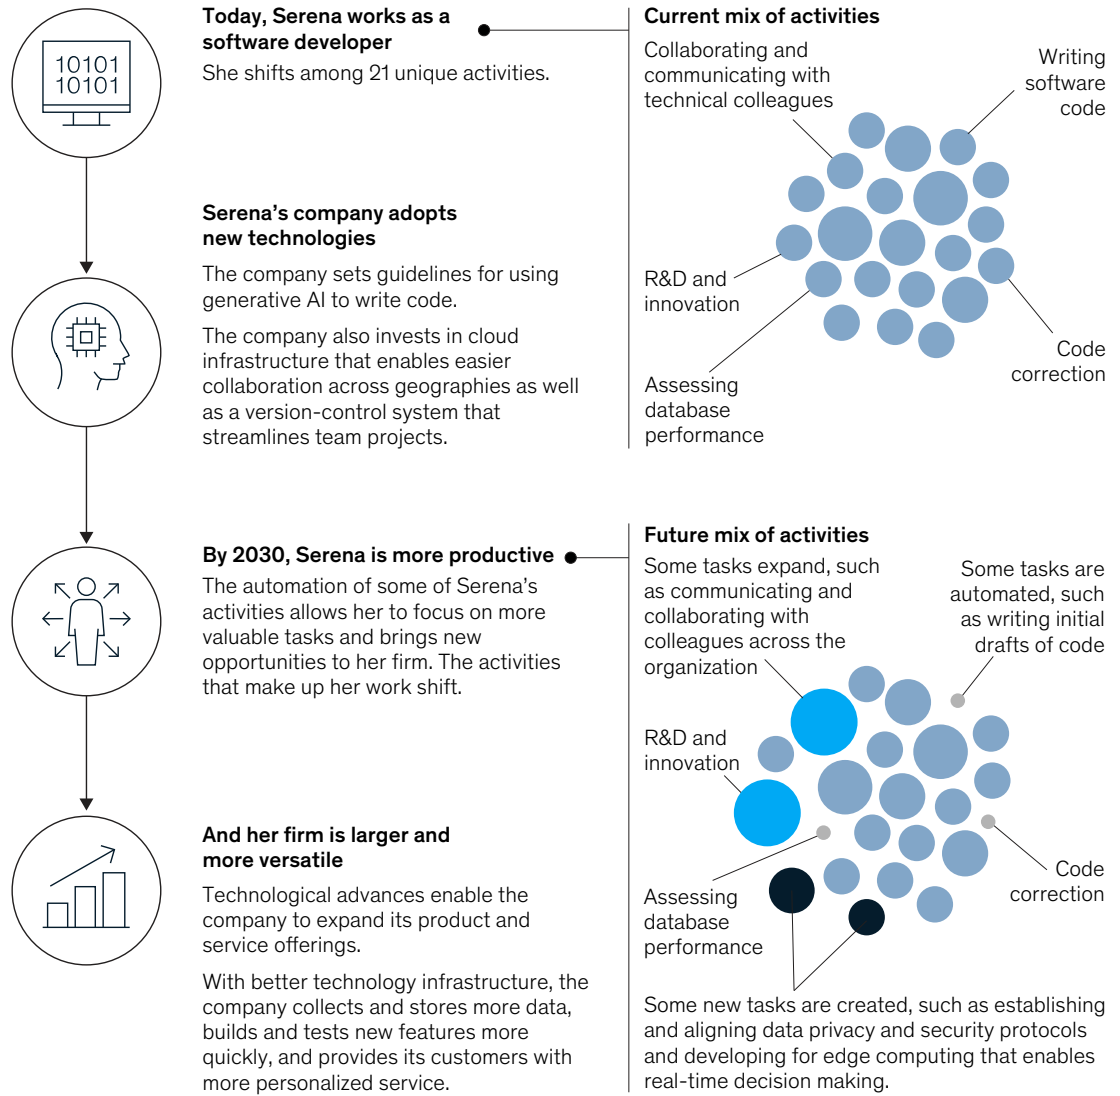 10101
10101
Today, Serena works as a
software developer
She shifts among 21 unique activities.
Serena’s company adopts
new technologies
The company sets guidelines for using
generative AI to write code.
The company also invests in cloud
infrastructure that enables easier
collaboration across geographies as well
as a version-control system that
streamlines team projects.
Current mix of activities
Collaborating and
communicating with
technical colleagues
Writing
software
code
R&D and
innovation
Assessing
database
performance
Code
correction
By 2030, Serena is more productive
The automation of some of Serena’s
activities allows her to focus on more
valuable tasks and brings new
opportunities to her firm. The activities
that make up her work shift.
And her firm is larger and
more versatile
Technological advances enable the
company to expand its product and
service offerings.
With better technology infrastructure, the
company collects and stores more data,
builds and tests new features more
quickly, and provides its customers with
more personalized service.
Future mix of activities
Some tasks expand, such
as communicating and
collaborating with
colleagues across the
organization
Some tasks are
automated, such
as writing initial
drafts of code
R&D and
innovation
Assessing
database
performance
Code
correction
Some new tasks are created, such as establishing
and aligning data privacy and security protocols
and developing for edge computing that enables
real-time decision making.